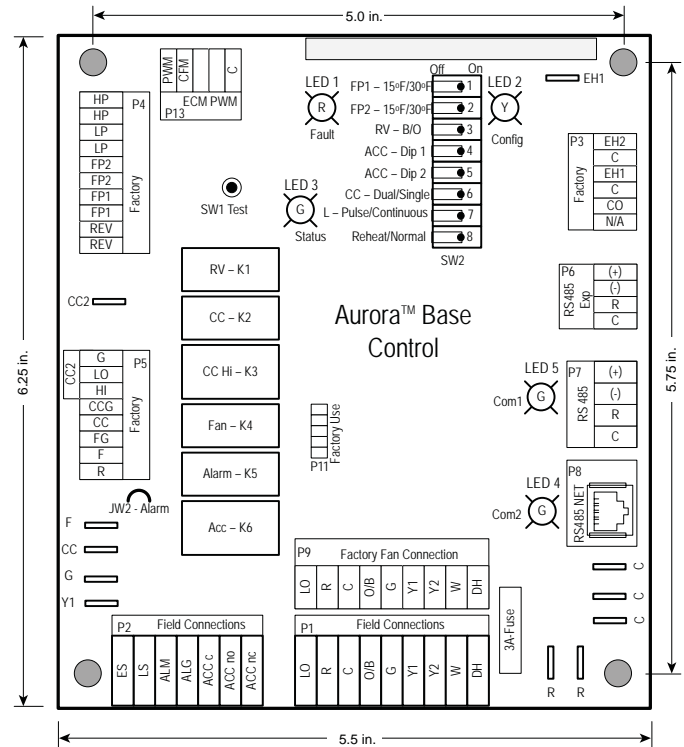 5.0 in.
6.25 in.
5.75 in.
5.5 in.
PWM
CFM
C
ECM PWM
P13
LED 1
R
Fault
Off On
FP1 – 15ºF/30ºF 1
FP2 – 15ºF/30ºF 2
RV – B/O 3
ACC – Dip 1 4
ACC – Dip 2 5
CC – Dual/Single 6
L – Pulse/Continuous 7
Reheat/Normal 8
SW2
LED 2
Y
Config
EH1
P4
Factory
HP
HP
LP
LP
FP2
FP2
FP1
FP1
REV
REV
SW1 Test
LED 3
G
Status
P3
Factory
EH2
C
EH1
C
CO
N/A
RV – K1
CC – K2
CC Hi – K3
Fan – K4
Alarm – K5
Acc – K6
Aurora™ Base
Control
P6
RS485
Exp
(+)
(-)
R
C
CC2
CC2
P5
Factory
G
LO
HI
CCG
CC
FG
F
R
LED 5
Com1
G
P7
RS 485
(+)
(-)
R
C
Factory Use
P11
JW2 - Alarm
LED 4
Com2
G
P8
RS485 NET
F
CC
G
Y1
P9 Factory Fan Connection
LO R C O/B G Y1 Y2 W DH
C
C
C
P2 Field Connections
ES LS ALM ALG ACC c ACC no ACC nc
P1 Field Connections
LO R C O/B G Y1 Y2 W DH
3A-Fuse
R R